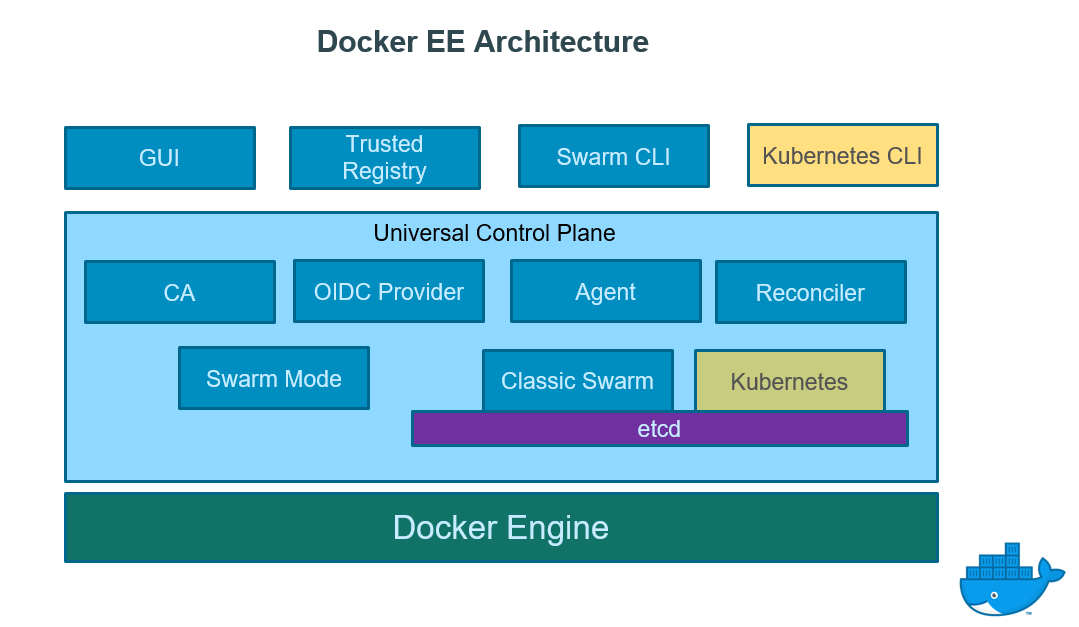 Docker EE Architecture
GUI
Trusted
Registry
Swarm CLI
Kubernetes CLI
Universal Control Plane
CA
OIDC Provider
Agent
Reconciler
Swarm Mode
Classic Swarm
Kubernetes
etcd
Docker Engine
™